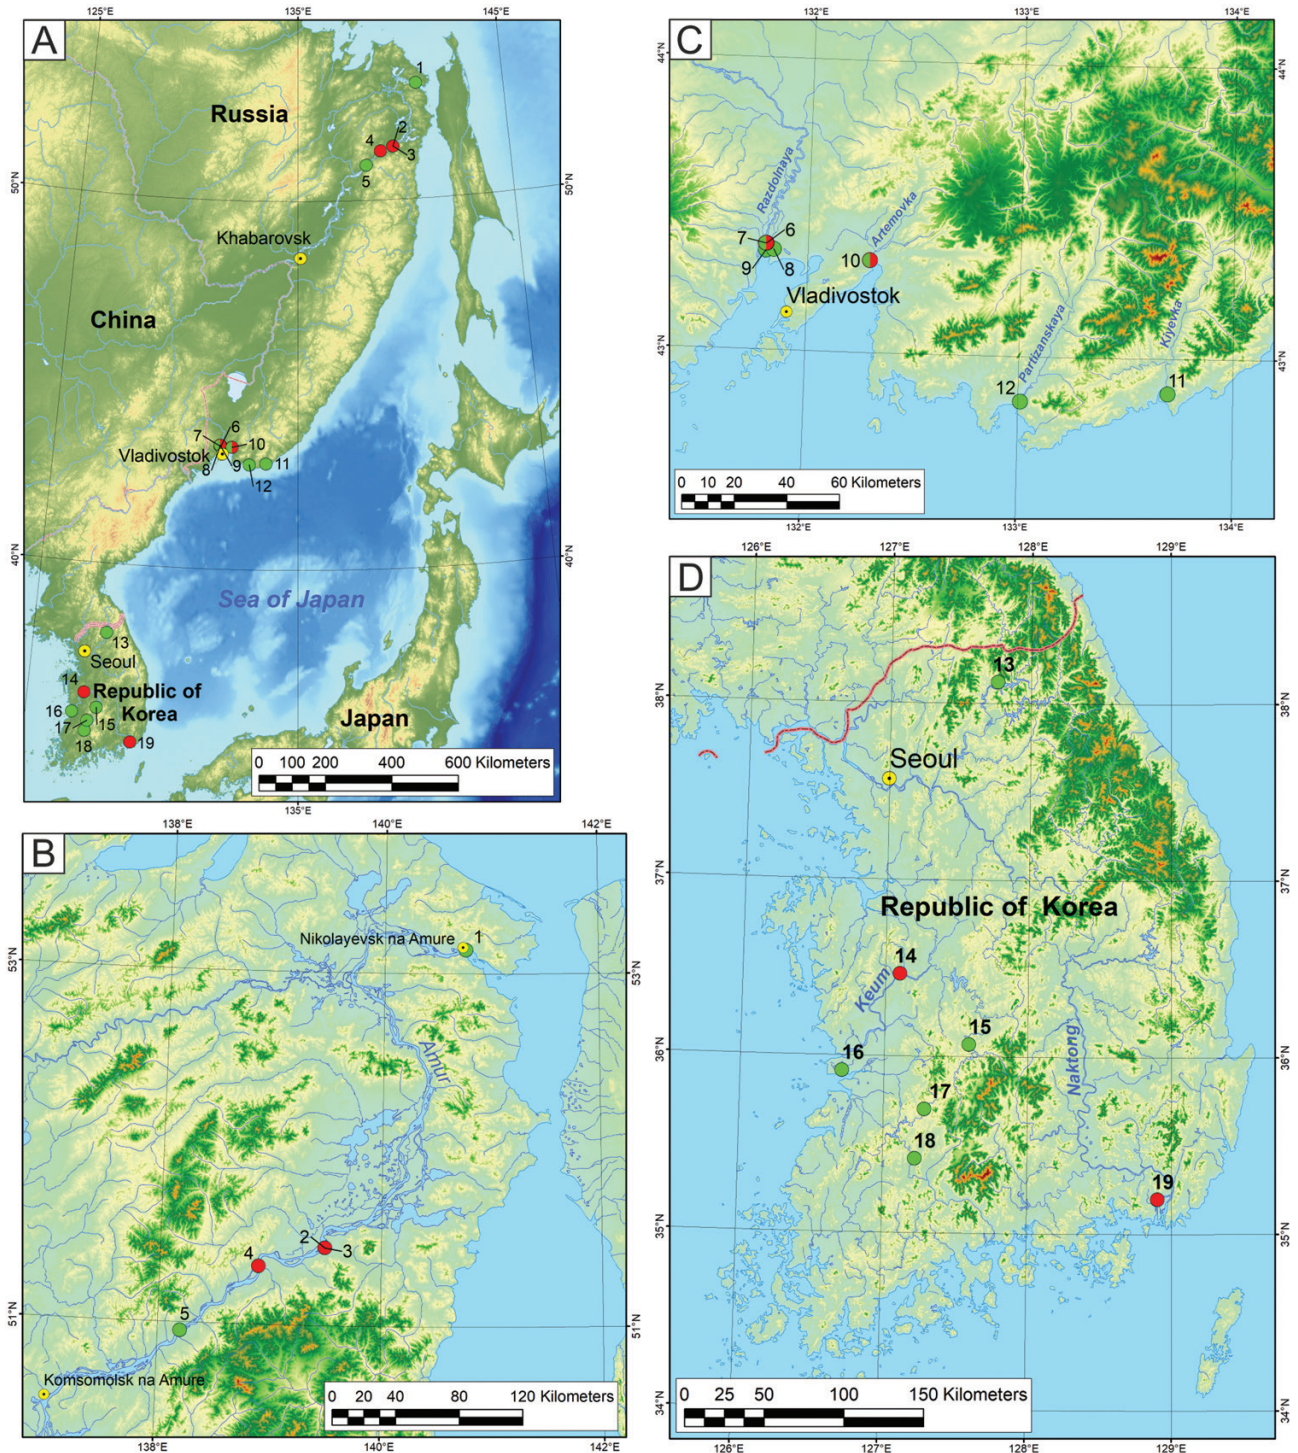 A
125°E
135°E
145°E
Russia
1
2
3
4
5
50°N
50°N
Khabarovsk
China
7
6
10
Vladivostok
8
9
11
12
40°N
40°N
Sea of Japan
13
Seoul
14
Republic of
Korea
16
17
15
18
19
Japan
0 100 200 400 600 Kilometers
135°E
B
138°E
140°E
142°E
Nikolayevsk na Amure
1
53°N
53°N
Amur
2
3
4
5
51°N
51°N
Komsomolsk na Amure
0 20 40 80 120 Kilometers
138°E
140°E
142°E
C
132°E
133°E
134°E
44°N
44°N
Razdolnaya
Artemovka
7
6
9
8
10
Vladivostok
Partizanskaya
Kiyevka
43°N
43°N
12
11
0 10 20 40 60 Kilometers
132°E
133°E
134°E
D
126°E
127°E
128°E
129°E
13
38°N
38°N
Seoul
37°N
37°N
Republic of Korea
14
Keum
15
16
36°N
36°N
Naktong
17
18
19
35°N
35°N
34°N
34°N
0 25 50 100 150 Kilometers
126°E
127°E
128°E
129°E